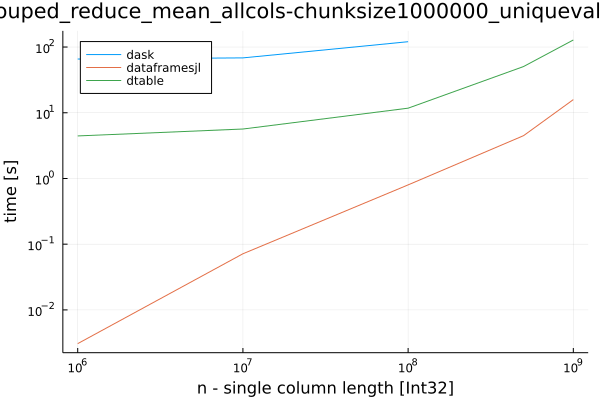 ouped_reduce_mean_allcols-chunksize1000000_uniqueval
dask
dataframesjl
dtable
time [s]
10²
10¹
10⁰
10⁻¹
10⁻²
10⁶
10⁷
10⁸
10⁹
n - single column length [Int32]